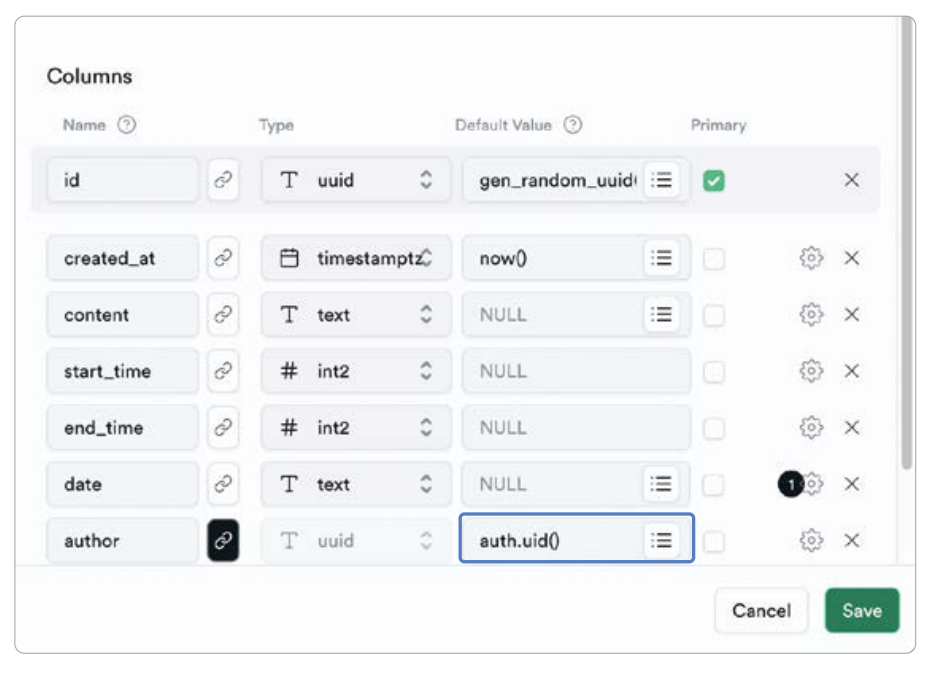 Columns
Name ? Type Default Value ? Primary
id T uuid gen_random_uuid(
created_at timestamptz now()
content T text NULL
start_time # int2 NULL
end_time # int2 NULL
date T text NULL 1
author T uuid auth.uid()
Cancel Save